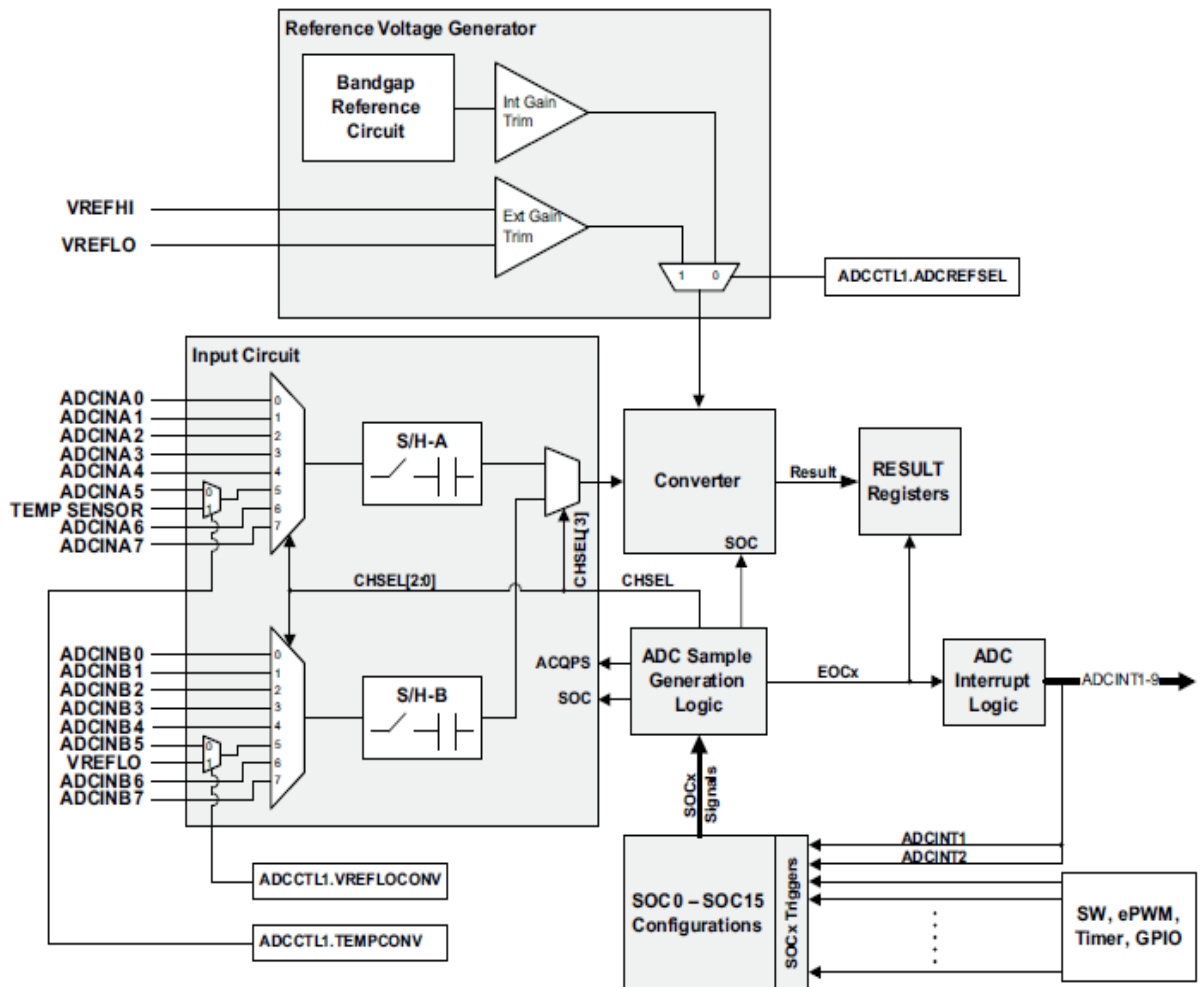 Reference Voltage Generator
Bandgap
Reference
Circuit
Int Gain
Trim
VREFHI
VREFLO
Ext Gain
Trim
1 0
ADCCTL1.ADCREFSEL
Input Circuit
ADCINA0
ADCINA1
ADCINA2
ADCINA3
ADCINA4
ADCINA5
TEMP SENSOR
ADCINA6
ADCINA7
0
1
0
1
2
3
4
5
6
7
S/H-A
CHSEL[3]
Converter
SOC
Result
RESULT
Registers
CHSEL[2:0]
CHSEL
ADCINB0
ADCINB1
ADCINB2
ADCINB3
ADCINB4
ADCINB5
VREFLO
ADCINB6
ADCINB7
0
1
0
1
2
3
4
5
6
7
S/H-B
ACQPS
SOC
ADC Sample
Generation
Logic
EOCx
ADC
Interrupt
Logic
ADCINT1-9
SOCx
Signals
ADCCTL1.VREFLOCONV
ADCCTL1.TEMPCONV
SOC0 – SOC15
Configurations
SOCx Triggers
ADCINT1
ADCINT2
SW, ePWM,
Timer, GPIO